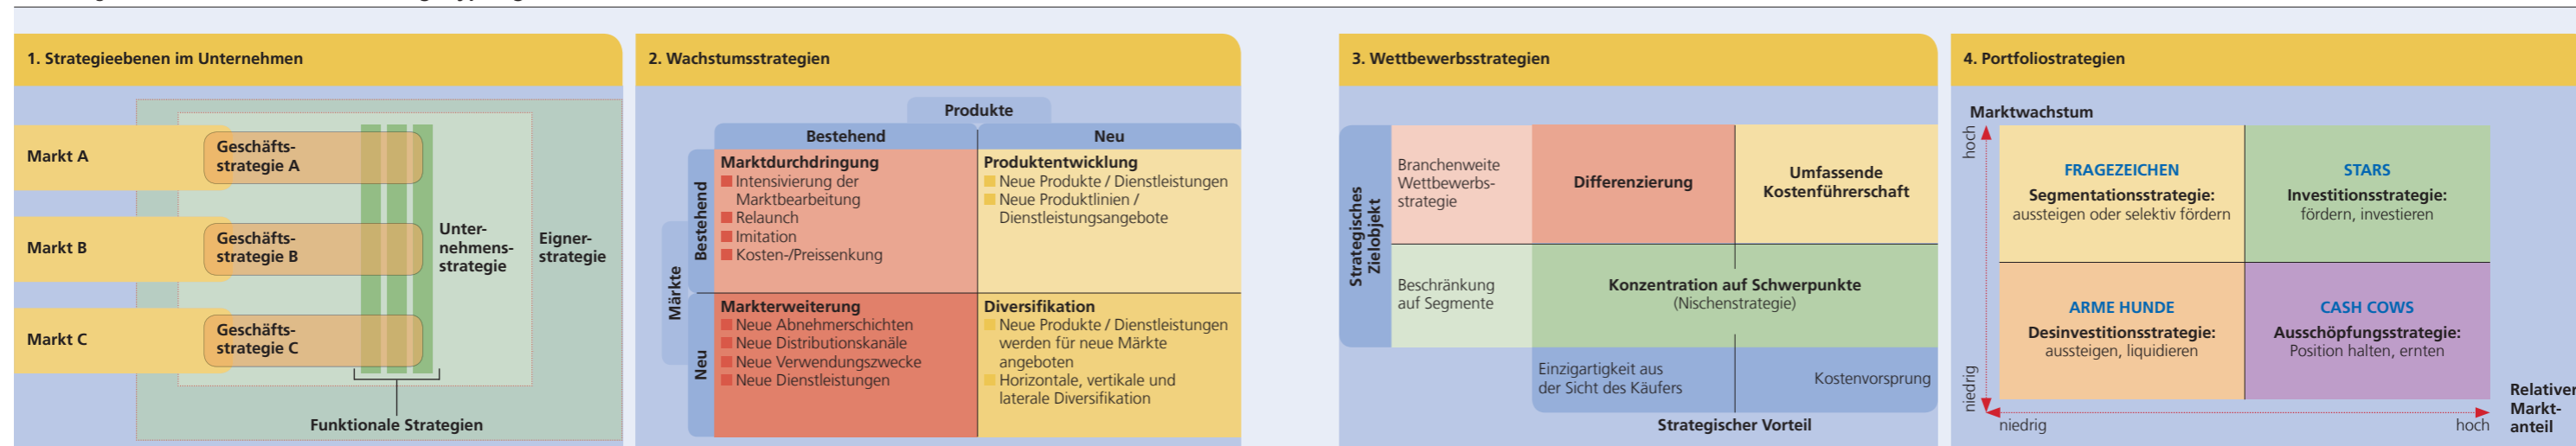 1. Strategieebenen im Unternehmen
Markt A
Geschäfts-
strategie A
Markt B
Geschäfts-
strategie B
Markt C
Geschäfts-
strategie C
Unter-
nehmens-
strategie
Eigner-
strategie
Funktionale Strategien
2. Wachstumsstrategien
Produkte
Bestehend
Neu
Märkte
Bestehend
Marktdurchdringung
Intensivierung der
Marktbearbeitung
Relaunch
Imitation
Kosten-/Preissenkung
Produktentwicklung
Neue Produkte / Dienstleistungen
Neue Produktlinien /
Dienstleistungsangebote
Neu
Markterweiterung
Neue Abnehmerschichten
Neue Distributionskanäle
Neue Verwendungszwecke
Neue Dienstleistungen
Diversifikation
Neue Produkte / Dienstleistungen
werden für neue Märkte
angeboten
Horizontale, vertikale und
laterale Diversifikation
3. Wettbewerbsstrategien
Strategisches
Zielobjekt
Branchenweite
Wettbewerbs-
strategie
Differenzierung
Umfassende
Kostenführerschaft
Beschränkung
auf Segmente
Konzentration auf Schwerpunkte
(Nischenstrategie)
Einzigartigkeit aus
der Sicht des Käufers
Kostenvorsprung
Strategischer Vorteil
4. Portfoliostrategien
Marktwachstum
hoch
FRAGEZEICHEN
Segmentationsstrategie:
aussteigen oder selektiv fördern
STARS
Investitionsstrategie:
fördern, investieren
ARME HUNDE
Desinvestitionsstrategie:
aussteigen, liquidieren
CASH COWS
Ausschöpfungsstrategie:
Position halten, ernten
niedrig
niedrig
hoch
Relativer
Markt-
anteil